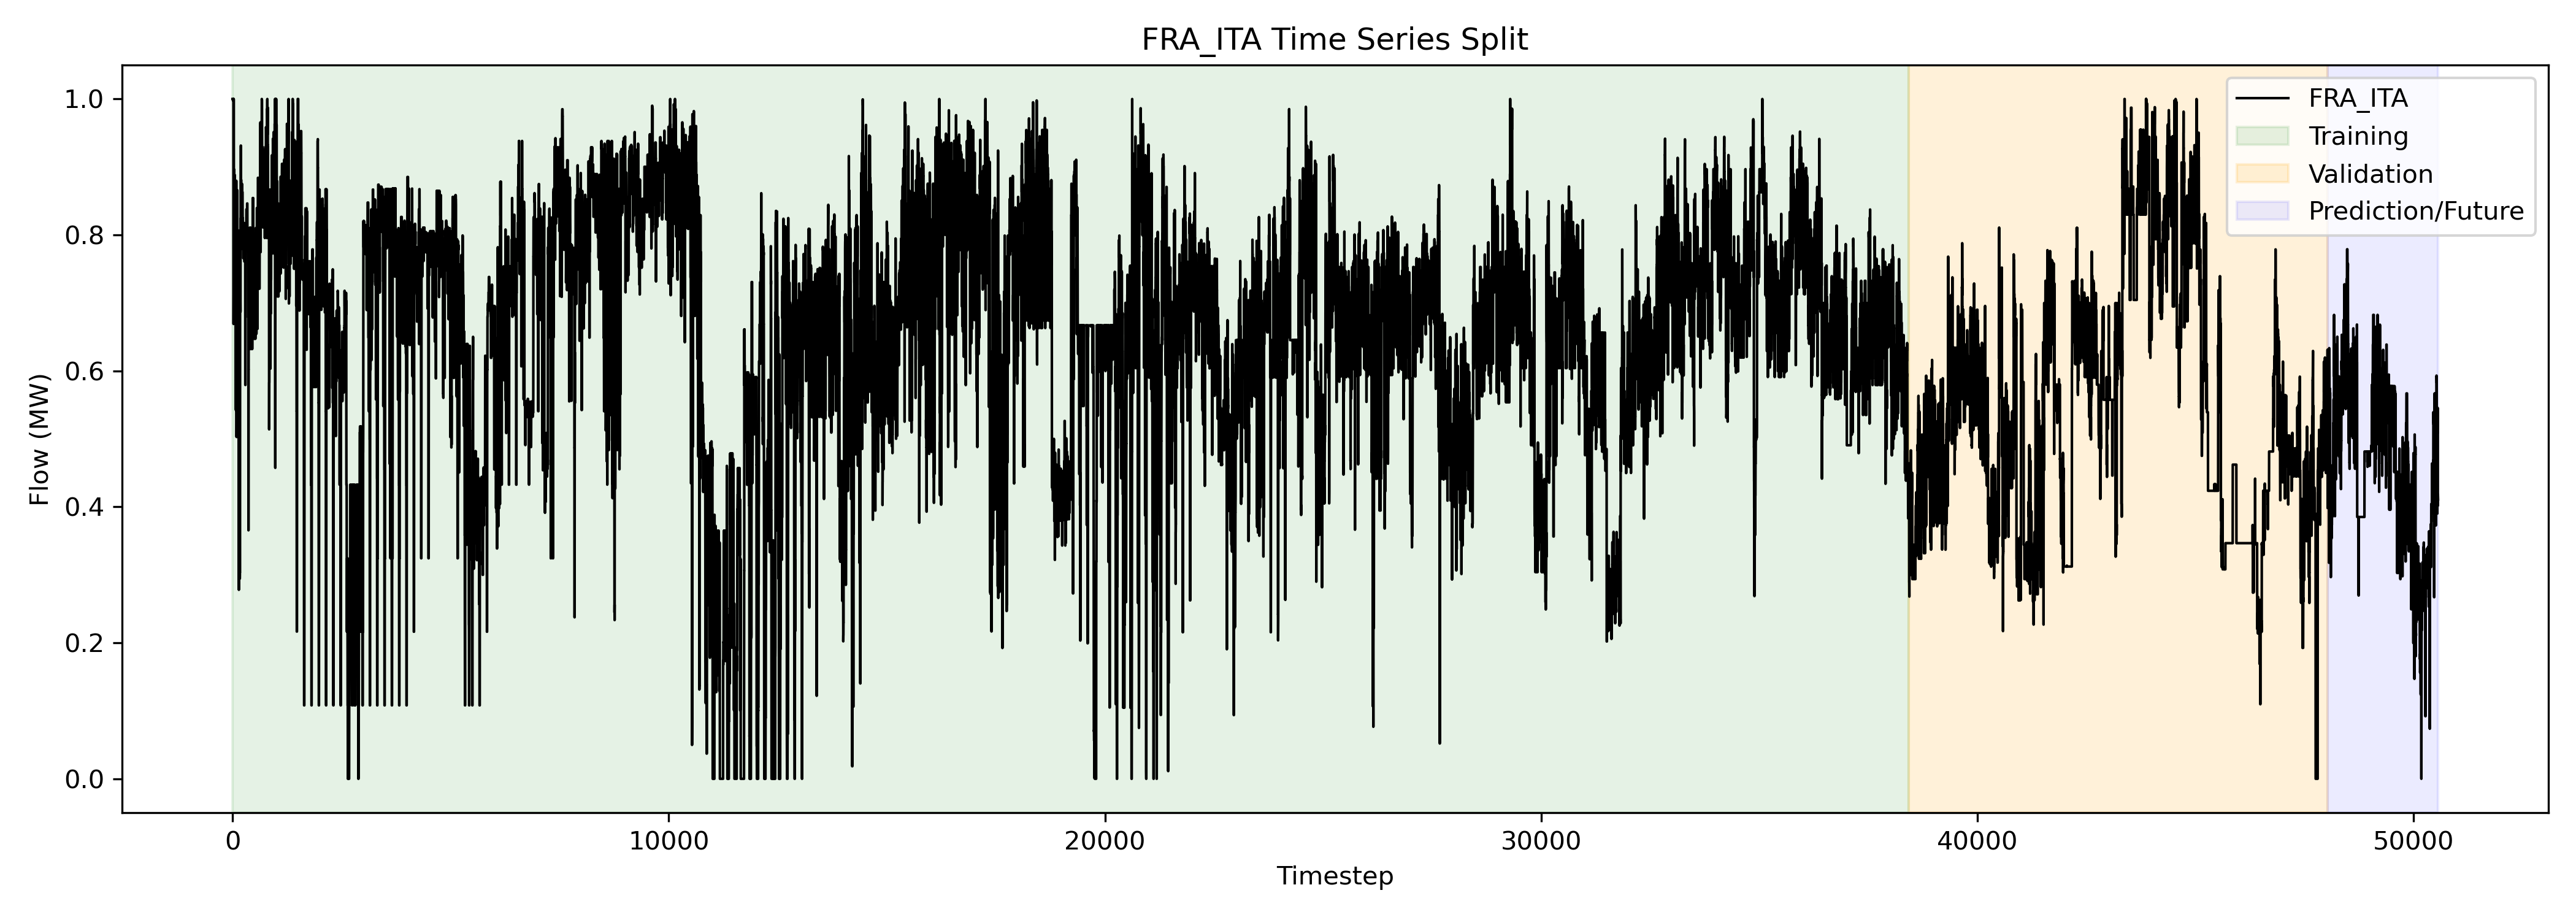 FRA_ITA Time Series Split
Flow (MW)
1.0
0.8
0.6
0.4
0.2
0.0
FRA_ITA
Training
Validation
Prediction/Future
0 10000 20000 30000 40000 50000
Timestep